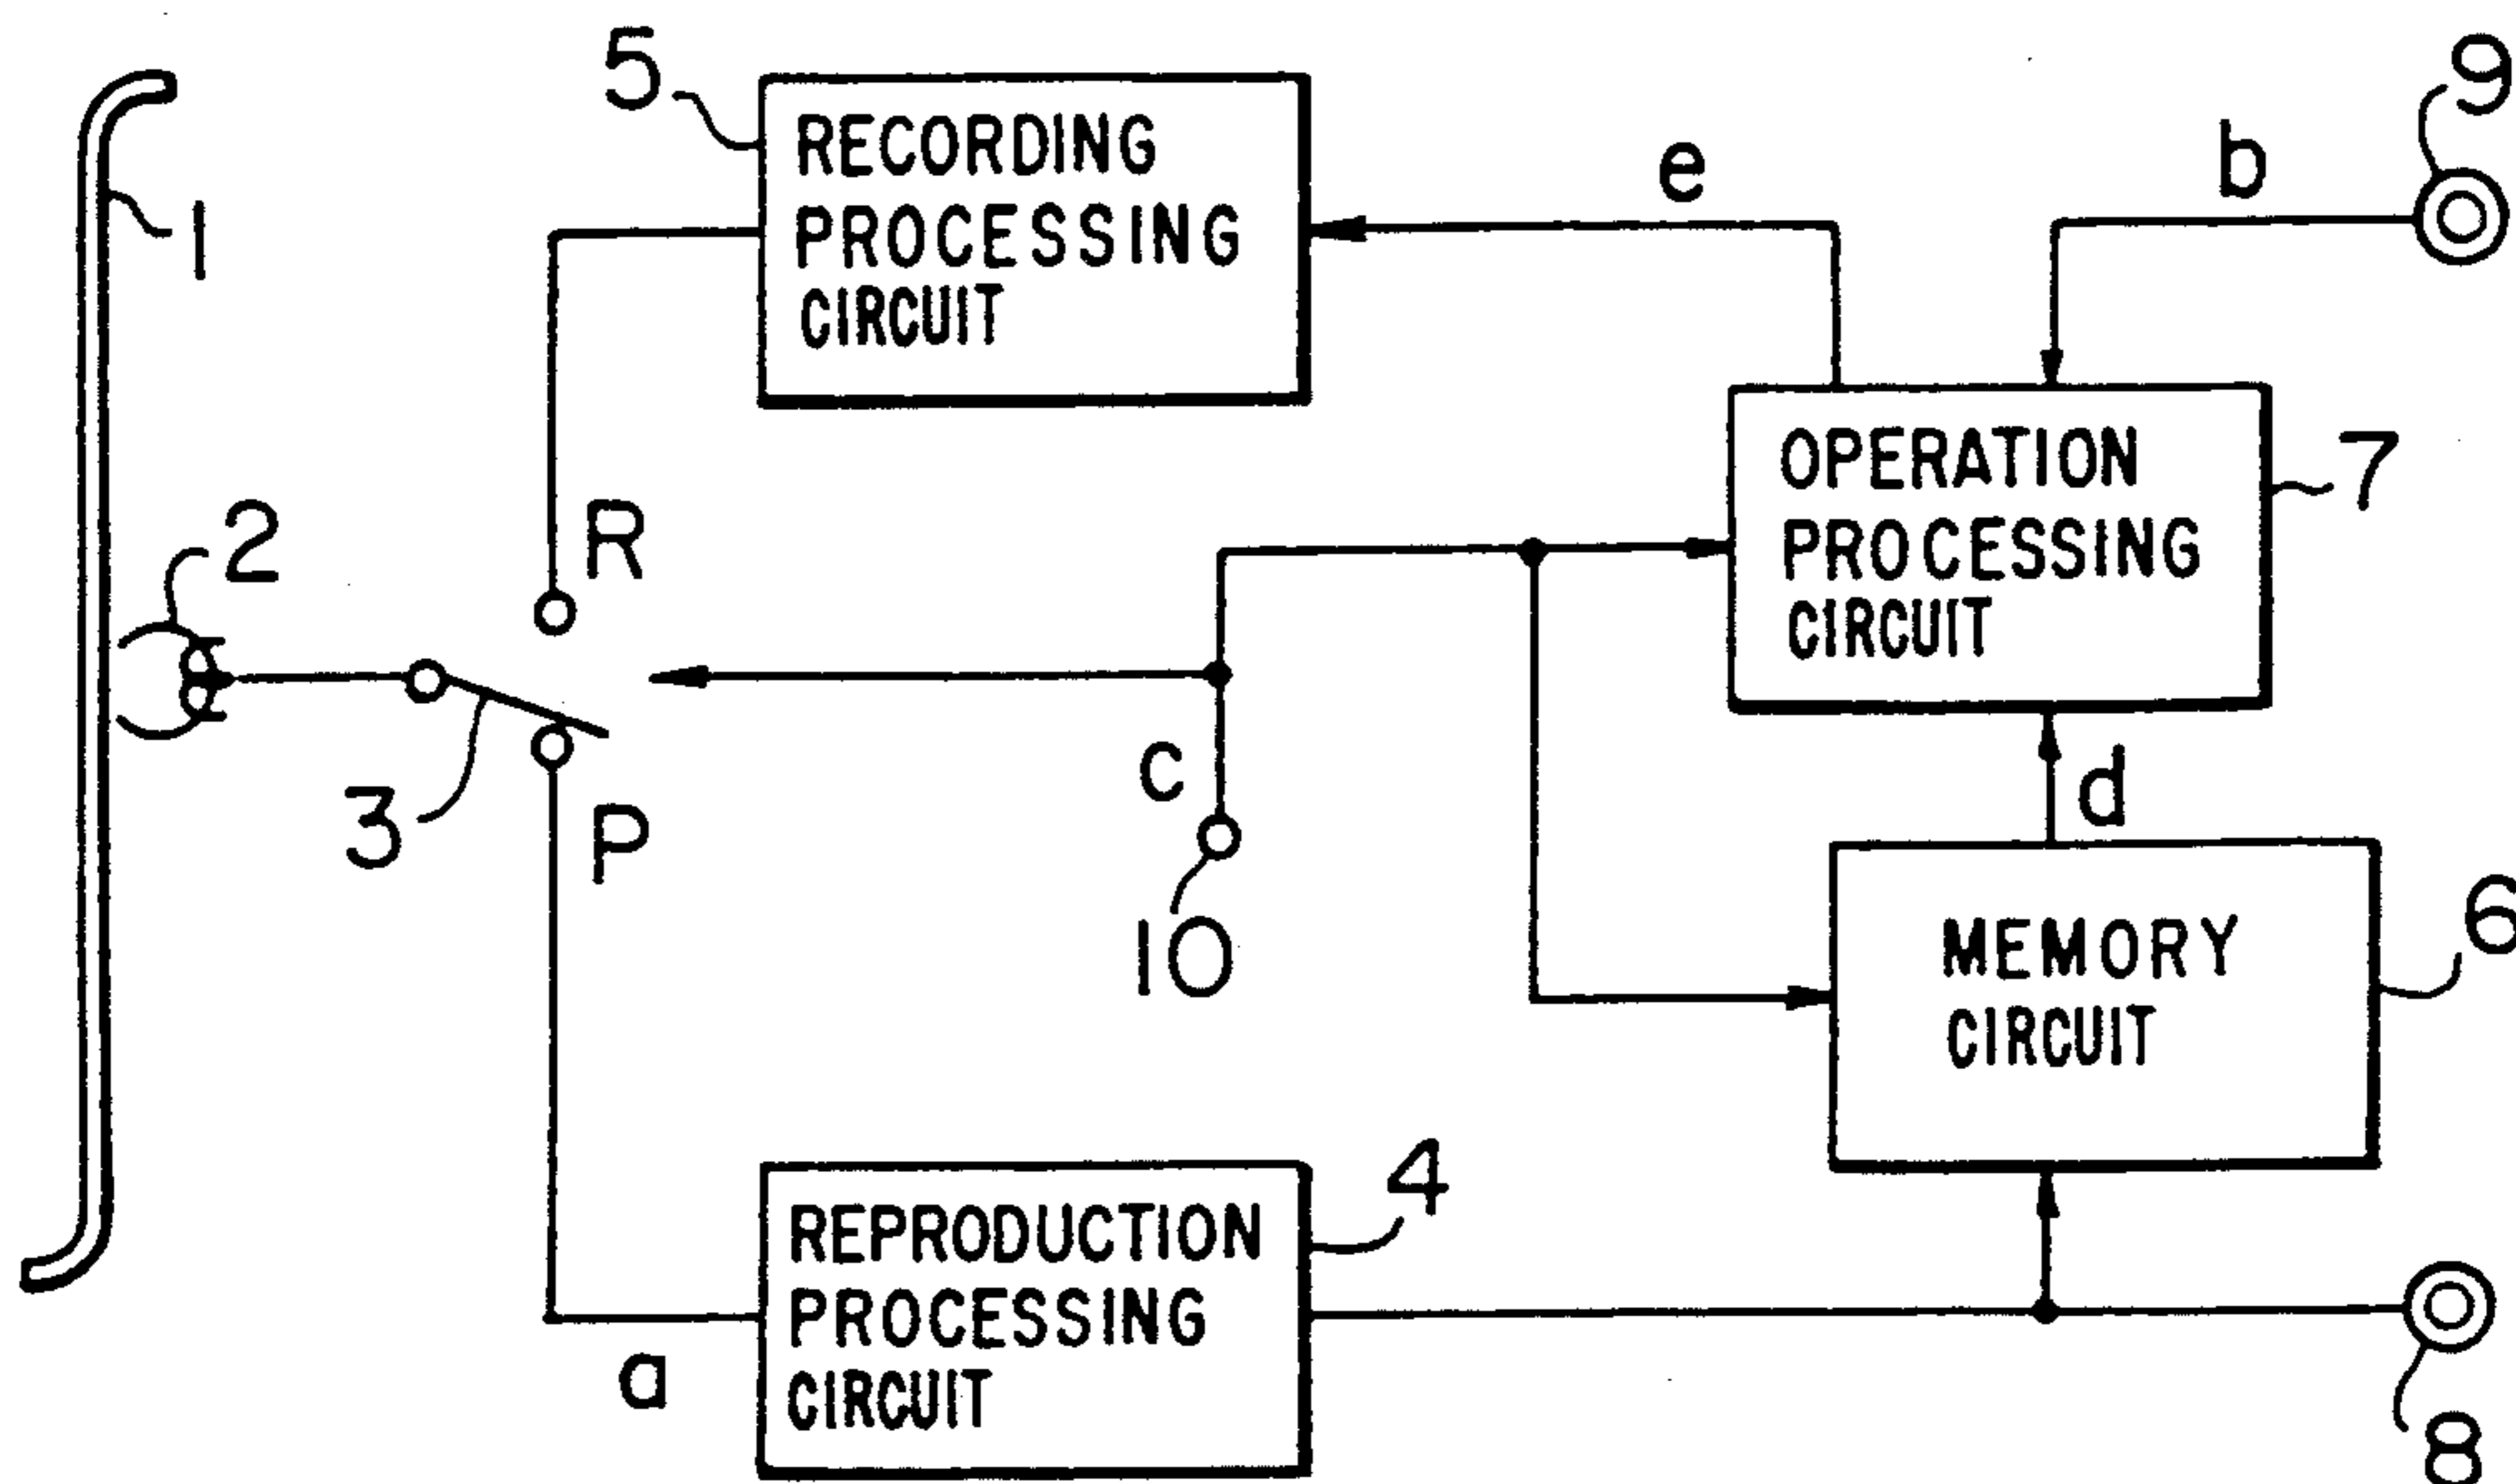 5
RECORDING
PROCESSING
CIRCUIT
e
b
9
1
2
R
OPERATION
PROCESSING
CIRCUIT
7
3
P
c
10
d
MEMORY
CIRCUIT
6
4
REPRODUCTION
PROCESSING
CIRCUIT
a
8